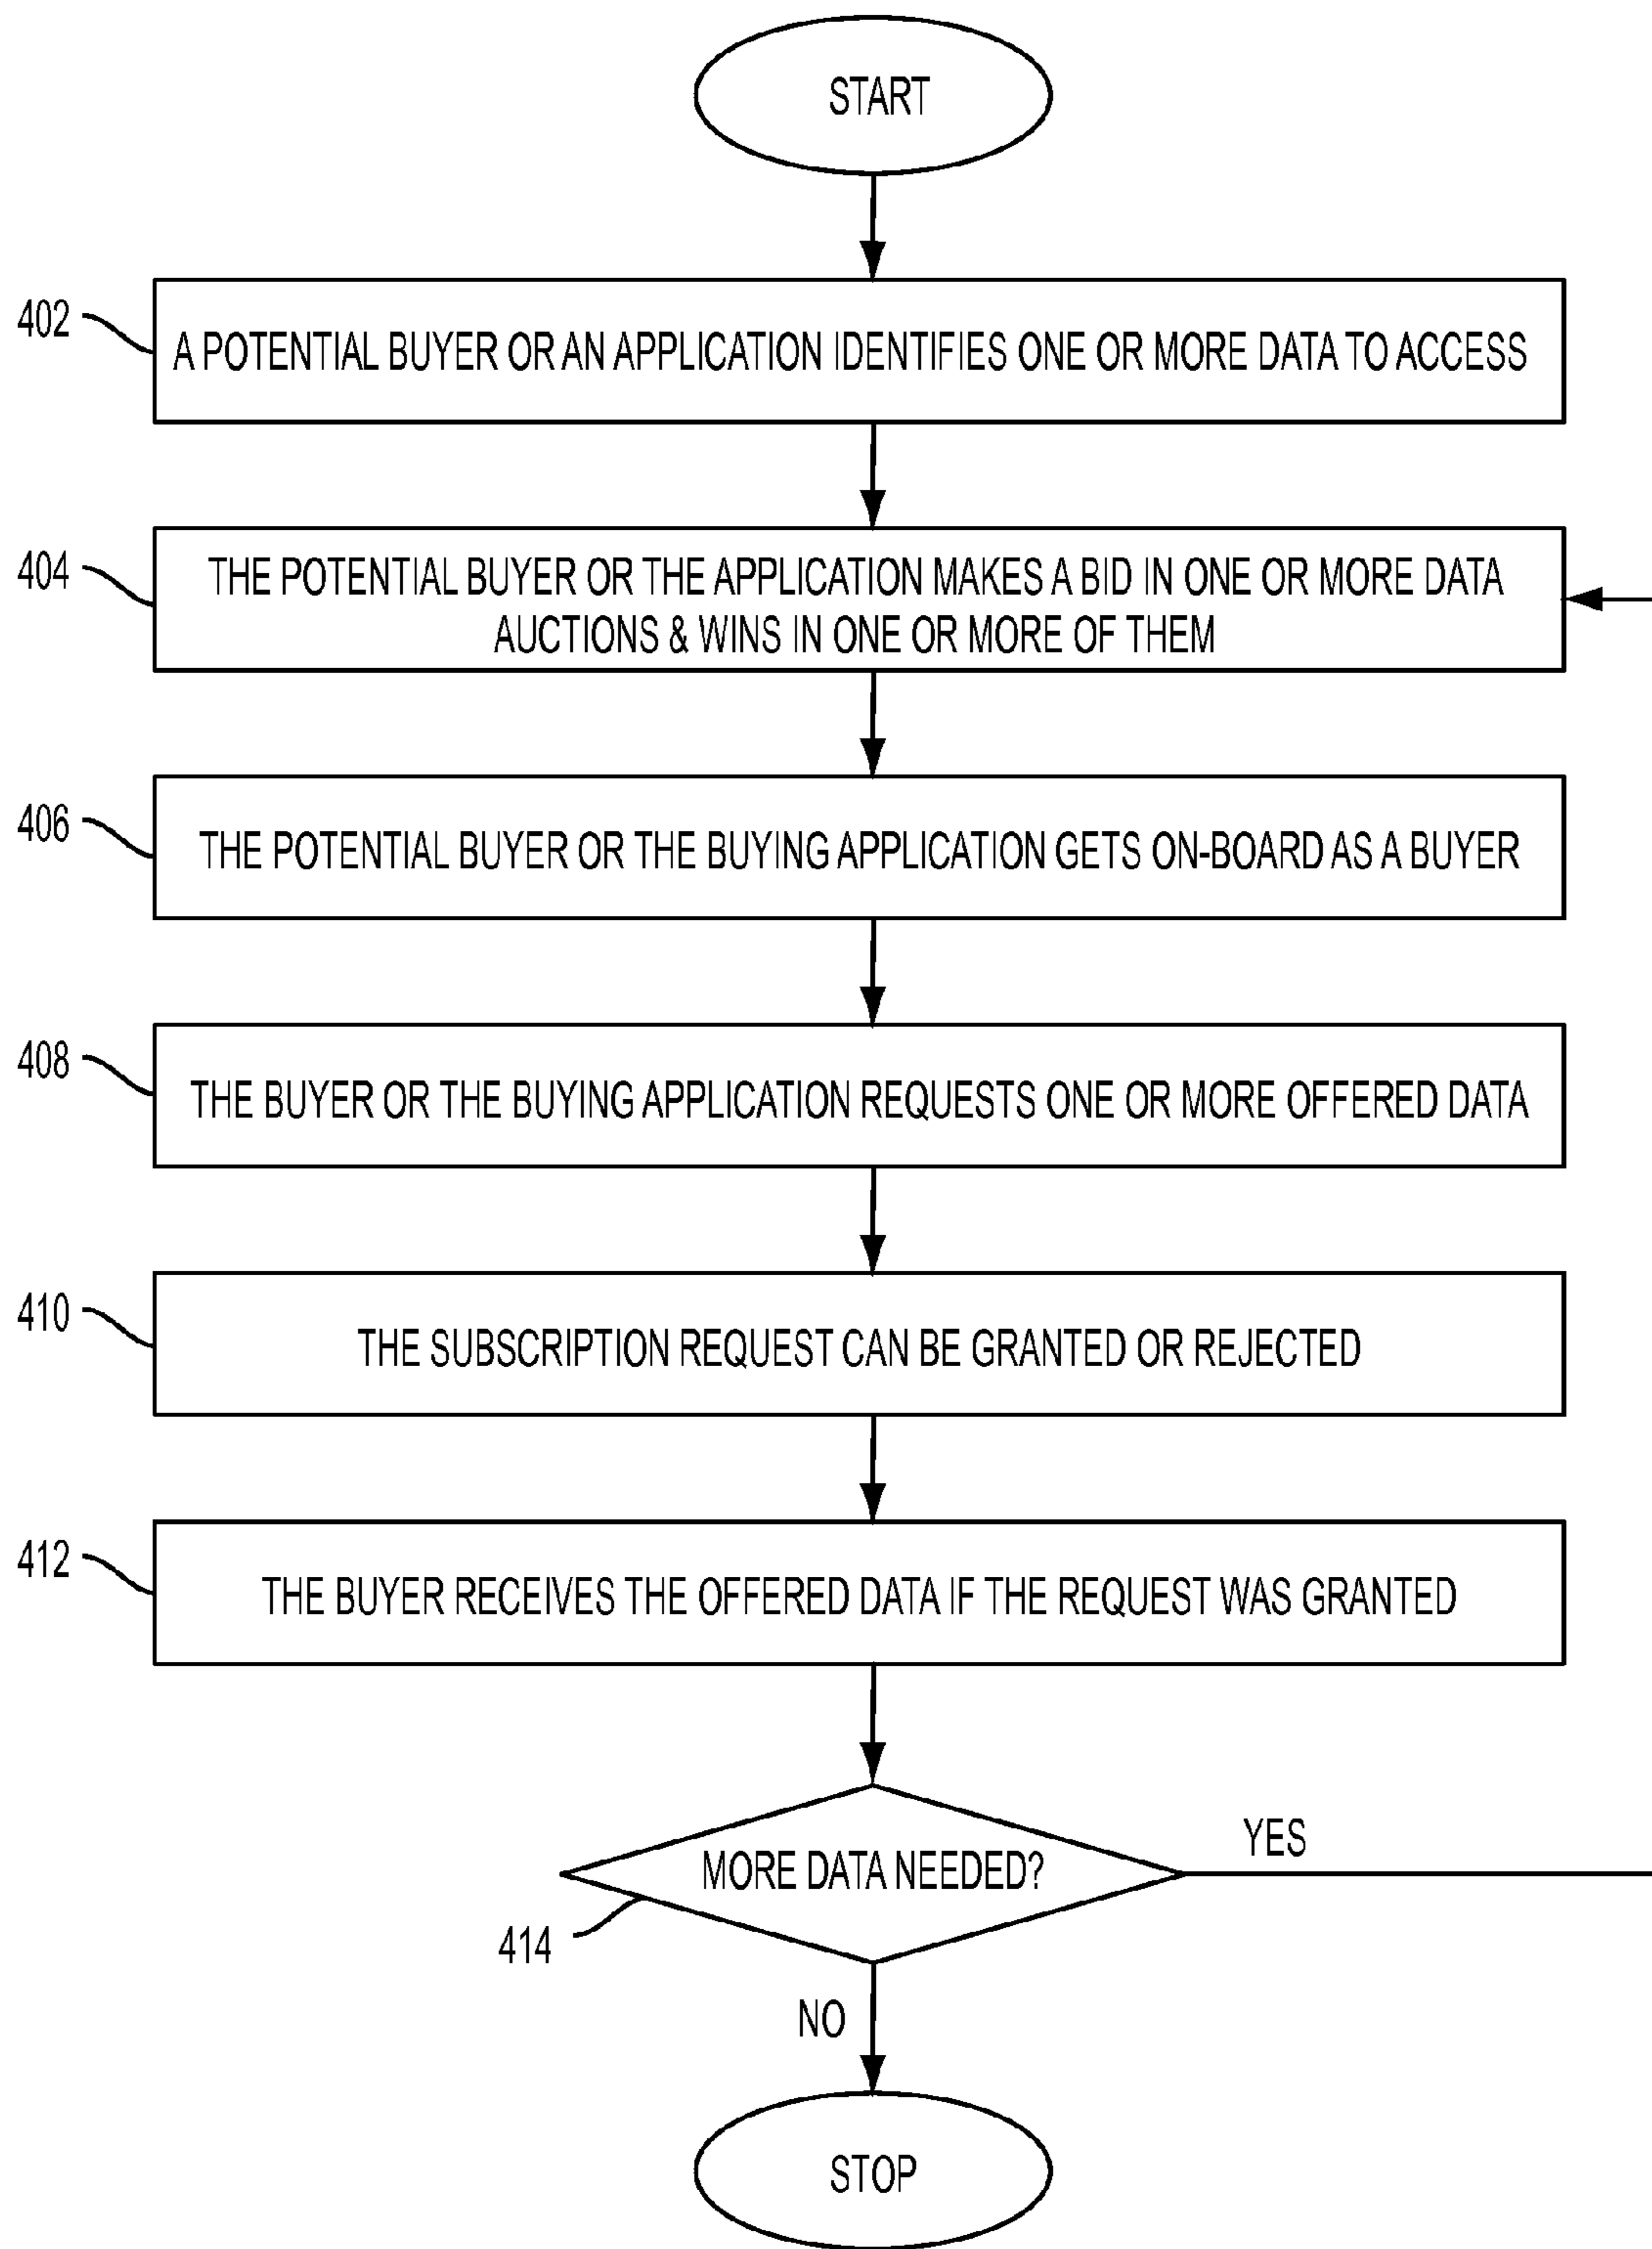 START
402
A POTENTIAL BUYER OR AN APPLICATION IDENTIFIES ONE OR MORE DATA TO ACCESS
404
THE POTENTIAL BUYER OR THE APPLICATION MAKES A BID IN ONE OR MORE DATA
AUCTIONS & WINS IN ONE OR MORE OF THEM
406
THE POTENTIAL BUYER OR THE BUYING APPLICATION GETS ON-BOARD AS A BUYER
408
THE BUYER OR THE BUYING APPLICATION REQUESTS ONE OR MORE OFFERED DATA
410
THE SUBSCRIPTION REQUEST CAN BE GRANTED OR REJECTED
412
THE BUYER RECEIVES THE OFFERED DATA IF THE REQUEST WAS GRANTED
YES
MORE DATA NEEDED?
414
NO
STOP